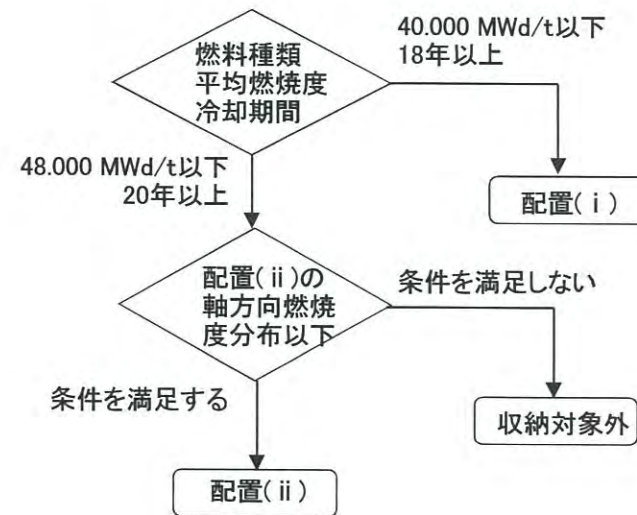 燃料種類
平均燃焼度
冷却期間
40.000 MWd/t以下
18年以上
48.000 MWd/t以下
20年以上
配置(ⅰ)
配置(ⅱ)の
軸方向燃焼
度分布以下
条件を満足しない
条件を満足する
収納対象外
配置(ⅱ)